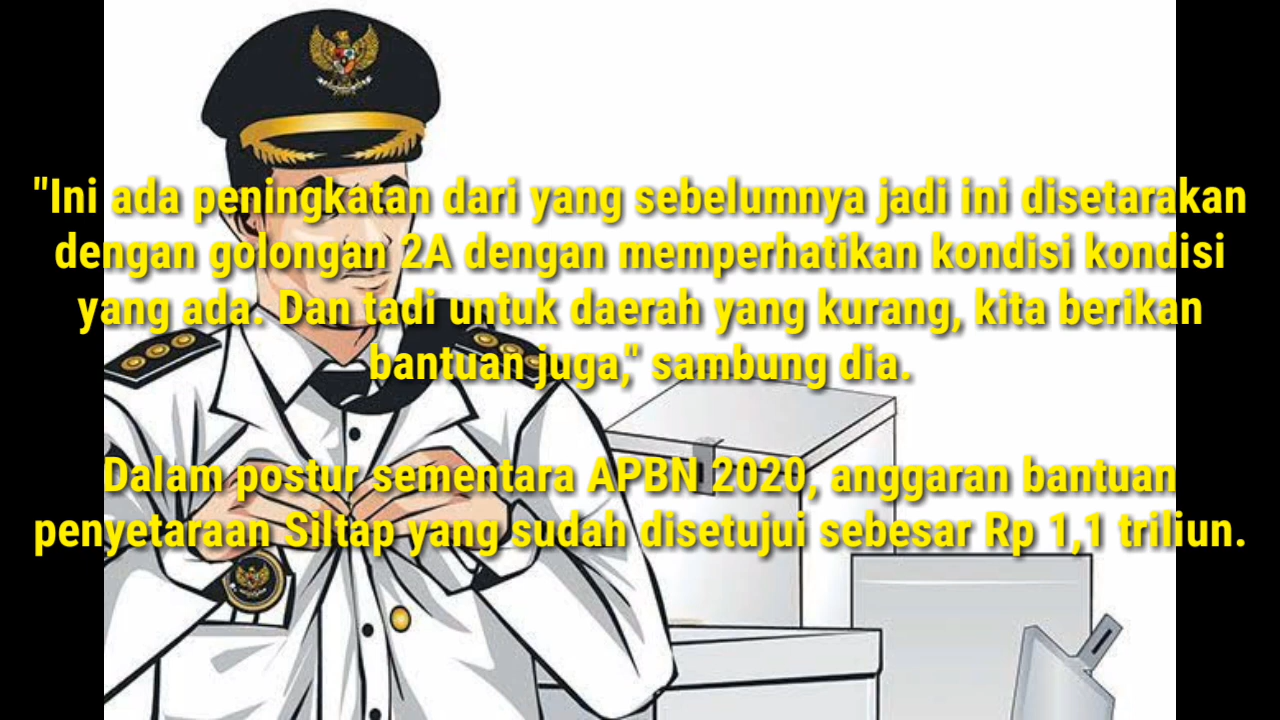 "Ini ada peningkatan dari yang sebelumnya jadi ini disetarakan
dengan golongan 2A dengan memperhatikan kondisi kondisi
yang ada. Dan tadi untuk daerah yang kurang, kita berikan
bantuan juga," sambung dia.
Dalam postur sementara APBN 2020, anggaran bantuan
penyetaraan Siltap yang sudah disetujui sebesar Rp 1,1 triliun.